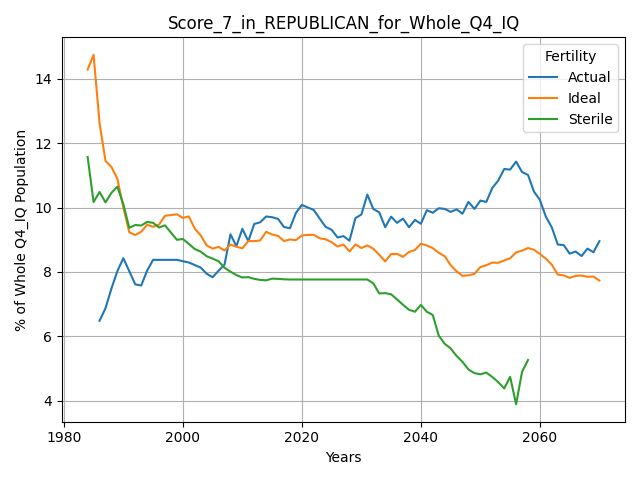 Score_7_in_REPUBLICAN_for_Whole_Q4_IQ
% of Whole Q4_IQ Population
14
12
10
8
6
4
Fertility
Actual
Ideal
Sterile
1980
2000
2020
2040
2060
Years